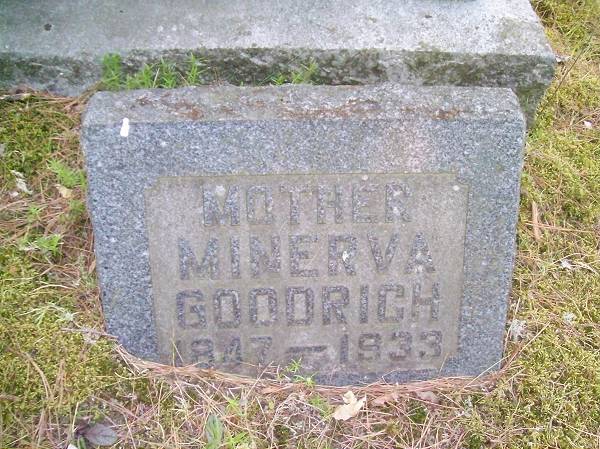 MOTHER
MINERVA
GOODRICH
1847 – 1933